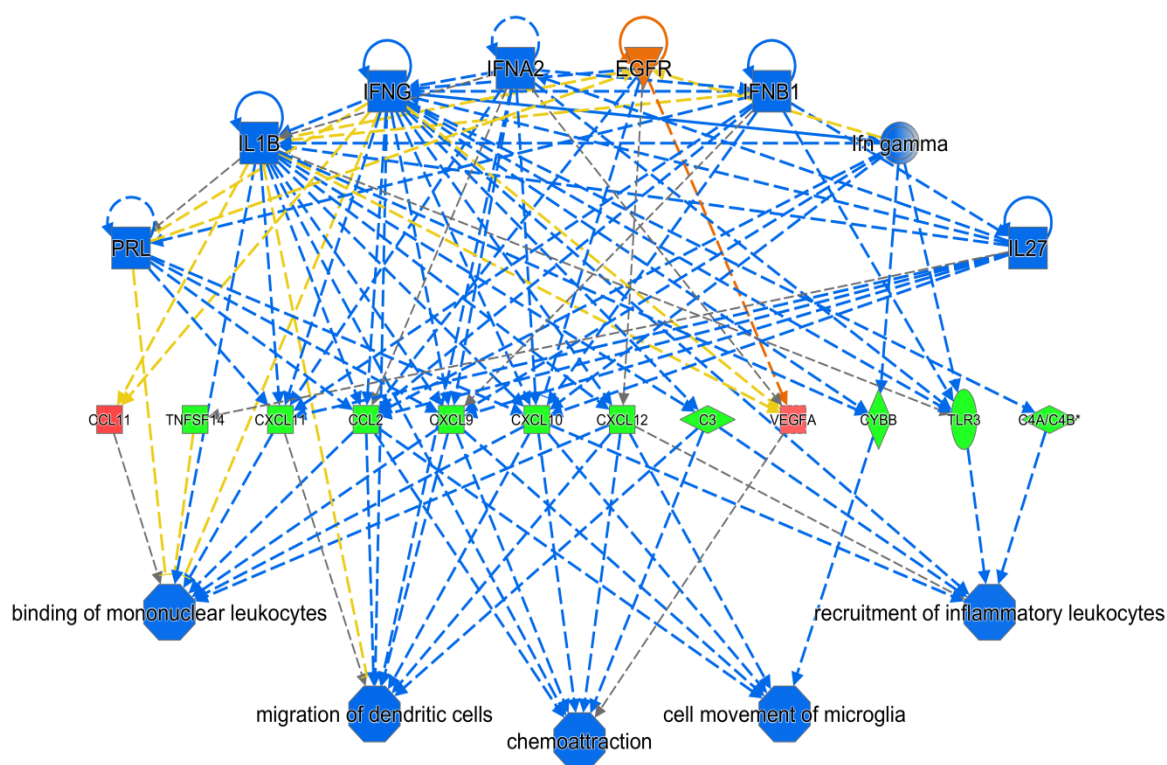 IFNA2
EGFR
IFNG
IFNB1
IL1B
Ifn gamma
PRL
IL27
CCL11
TNFSF14
CXCL11
CCL2
CXCL9
CXCL10
CXCL12
C3
VEGFA
CYBB
TLR3
C4A/C4B*
binding of mononuclear leukocytes
recruitment of inflammatory leukocytes
migration of dendritic cells
cell movement of microglia
chemoattraction